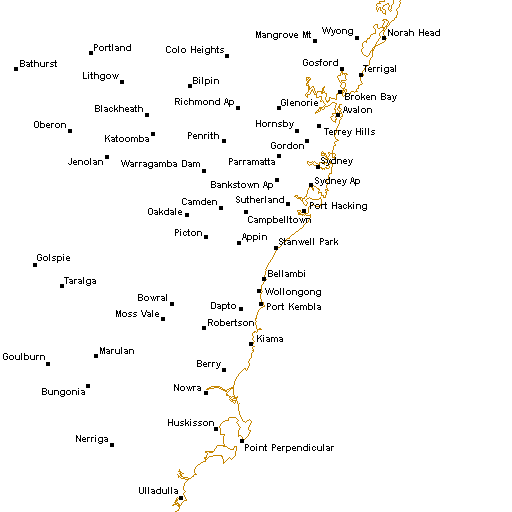 Wyong
Norah Head
Mangrove Mt
Portland
Colo Heights
Bathurst
Gosford
Terrigal
Lithgow
Bilpin
Broken Bay
Richmond Ap
Glenorie
Blackheath
Avalon
Oberon
Hornsby
Terrey Hills
Katoomba
Penrith
Gordon
Jenolan
Warragamba Dam
Parramatta
Sydney
Bankstown Ap
Sydney Ap
Camden
Sutherland
Port Hacking
Oakdale
Campbelltown
Picton
Appin
Stanwell Park
Golspie
Bellambi
Taralga
Wollongong
Bowral
Dapto
Port Kembla
Moss Vale
Robertson
Kiama
Goulburn
Marulan
Berry
Bungonia
Nowra
Huskisson
Nerriga
Point Perpendicular
Ulladulla